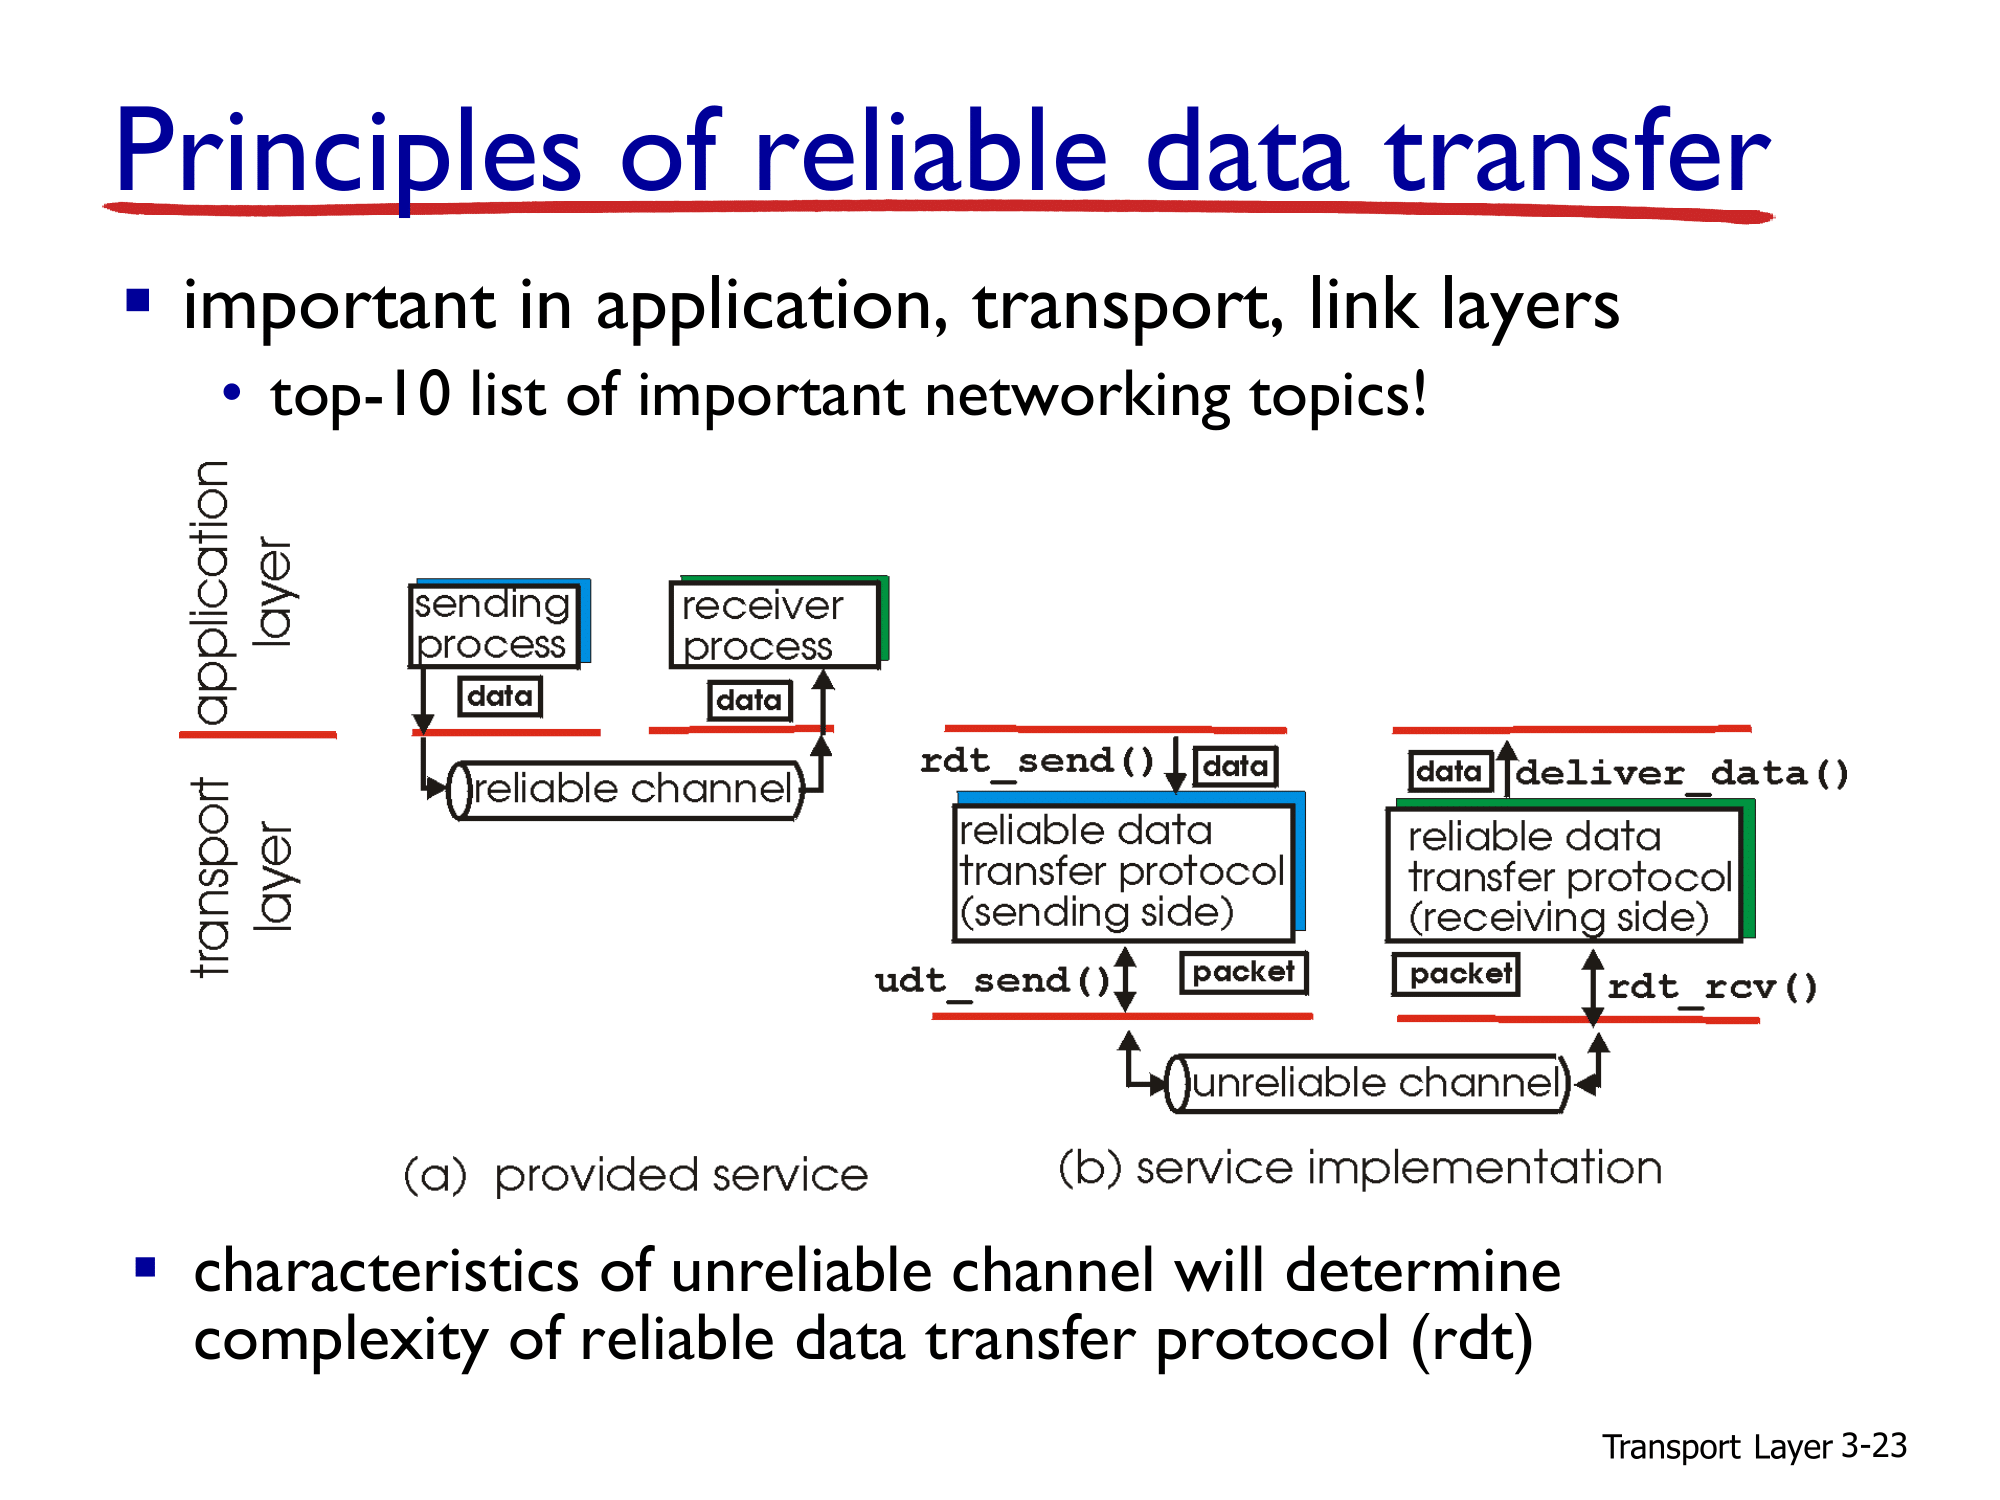 Principles of reliable data transfer
important in application, transport, link layers
top-10 list of important networking topics!
application
layer
transport
layer
sending
process
data
receiver
process
data
reliable channel
(a) provided service
rdt_send()
data
reliable data
transfer protocol
(sending side)
udt_send()
packet
data
deliver_data()
reliable data
transfer protocol
(receiving side)
packet
rdt_rcv()
unreliable channel
(b) service implementation
characteristics of unreliable channel will determine
complexity of reliable data transfer protocol (rdt)
Transport Layer 3-23